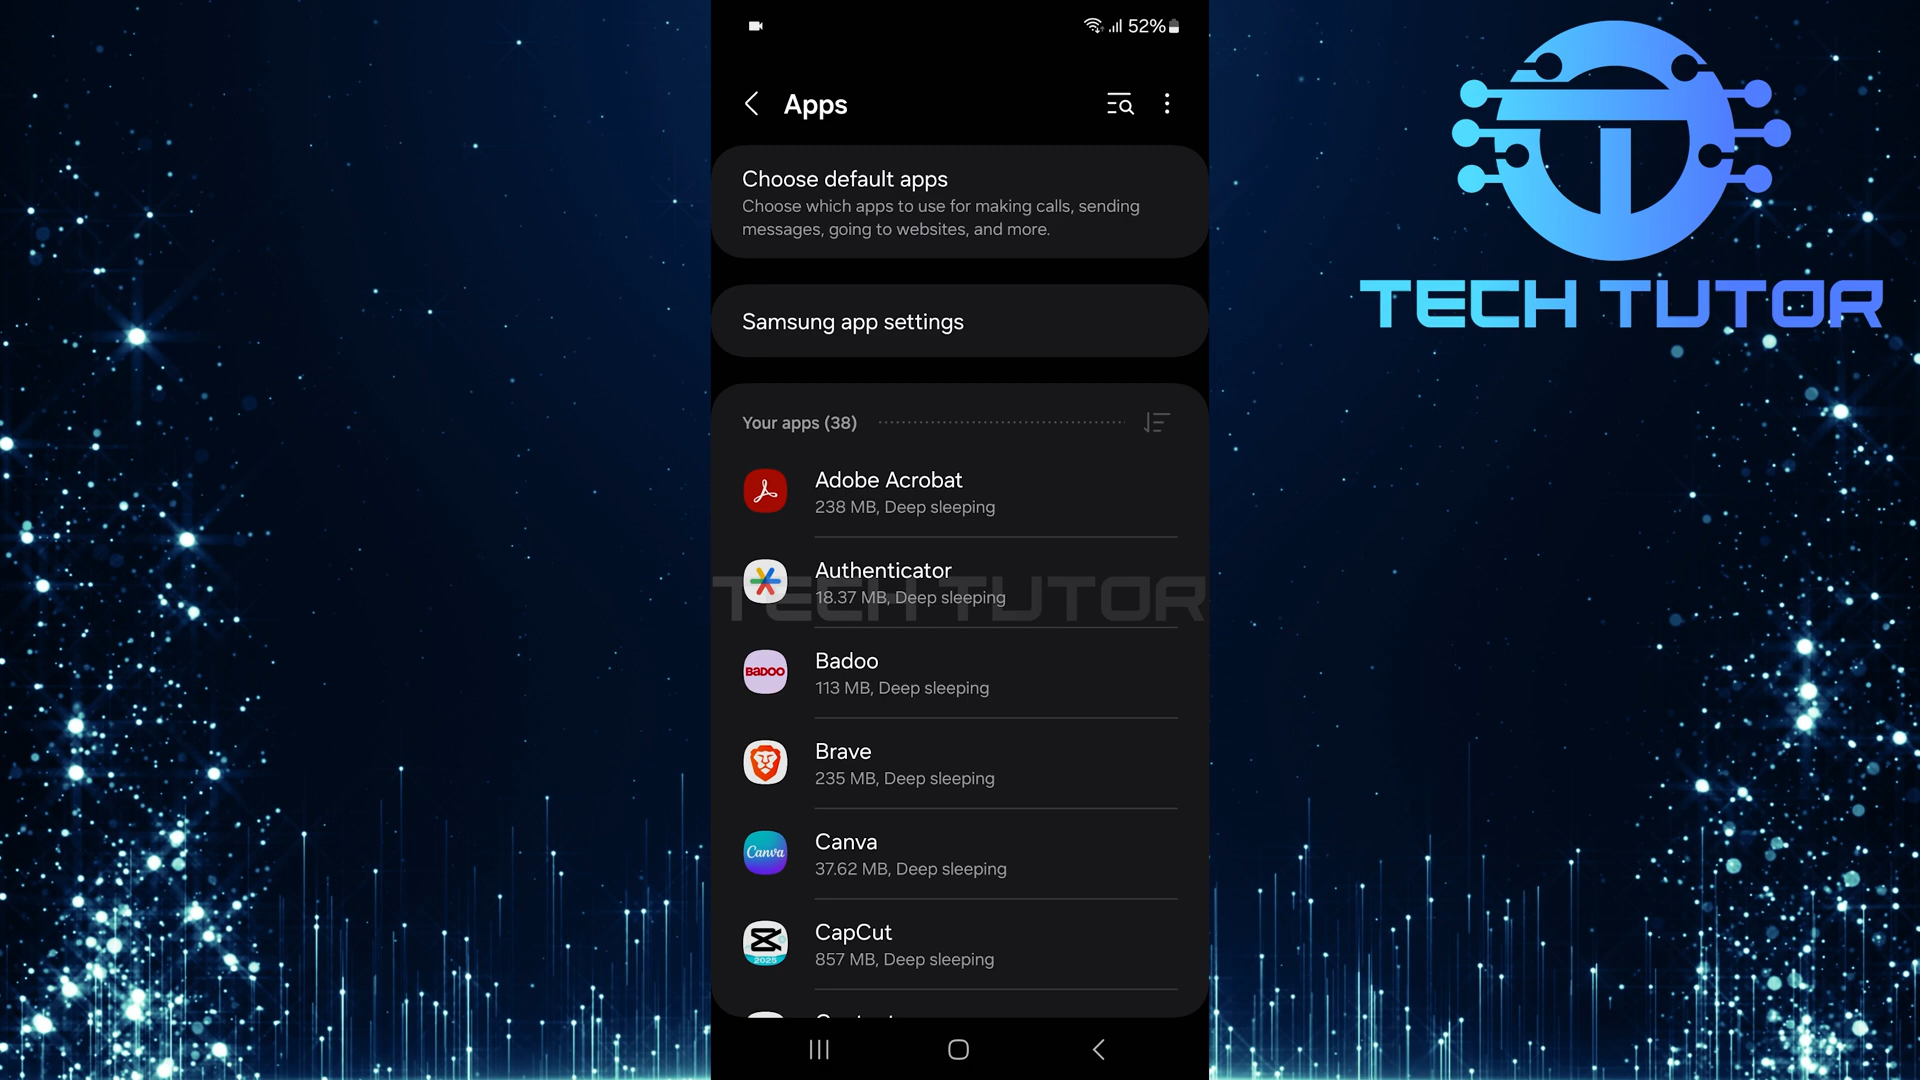 52%
Apps
Choose default apps
Choose which apps to use for making calls, sending
messages, going to websites, and more.
Samsung app settings
Your apps (38)
Adobe Acrobat
238 MB, Deep sleeping
Authenticator
18.37 MB, Deep sleeping
TECH TUTOR
BADOO
Badoo
113 MB, Deep sleeping
Brave
235 MB, Deep sleeping
Canva
Canva
37.62 MB, Deep sleeping
2025
CapCut
857 MB, Deep sleeping
TECH TUTOR